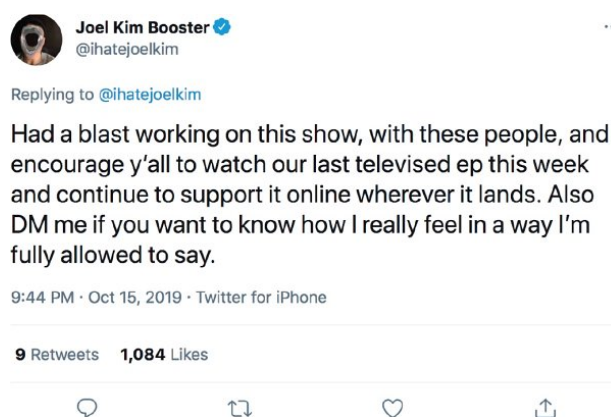 Joel Kim Booster
@ihatejoelkim
Replying to @ihatejoelkim
Had a blast working on this show, with these people, and
encourage y'all to watch our last televised ep this week
and continue to support it online wherever it lands. Also
DM me if you want to know how I really feel in a way I'm
fully allowed to say.
9:44 PM · Oct 15, 2019 · Twitter for iPhone
9 Retweets 1,084 Likes